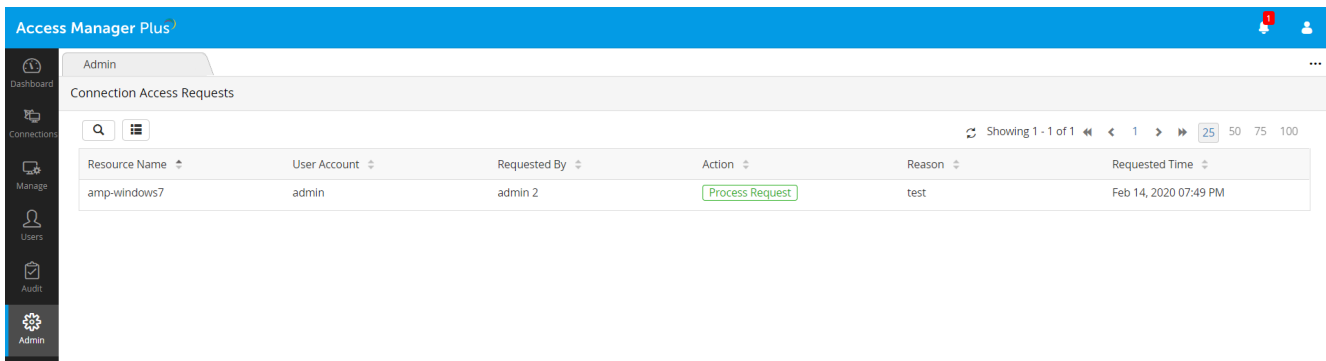 Access Manager Plus
1
Dashboard
Connections
Manage
Users
Audit
Admin
Admin
Connection Access Requests
Showing 1 - 1 of 1 1 25 50 75 100
Resource Name User Account Requested By Action Reason Requested Time
amp-windows7 admin admin 2 Process Request test Feb 14, 2020 07:49 PM